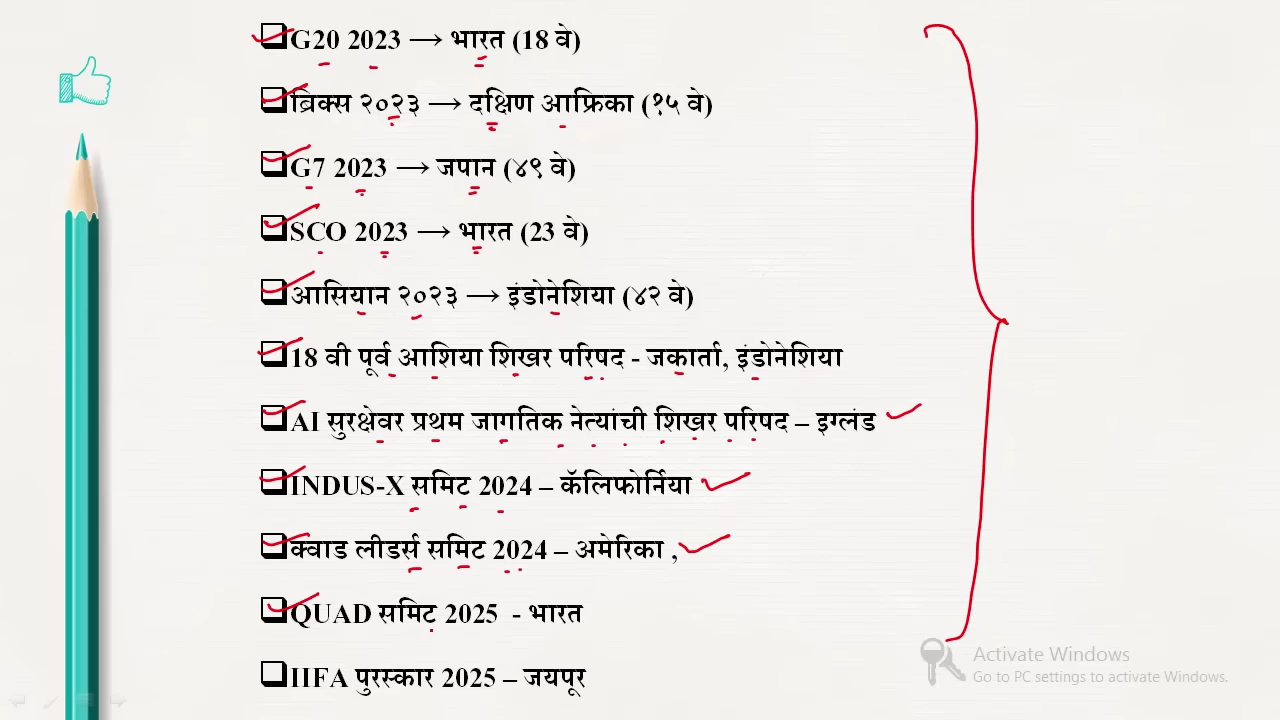 G20 2023 → भारत (18 वे)
ब्रिक्स २०२३ → दक्षिण आफ्रिका (१५ वे)
G7 2023 → जपान (४९ वे)
SCO 2023 → भारत (23 वे)
आसियान २०२३ → इंडोनेशिया (४२ वे)
18 वी पूर्व आशिया शिखर परिषद - जकार्ता, इंडोनेशिया
AI सुरक्षेवर प्रथम जागतिक नेत्यांची शिखर परिषद – इग्लंड
INDUS-X समिट 2024 – कॅलिफोर्निया
क्वाड लीडर्स समिट 2024 – अमेरिका ,
QUAD समिट 2025 - भारत
IIFA पुरस्कार 2025 – जयपूर
Activate Windows
Go to PC settings to activate Windows.